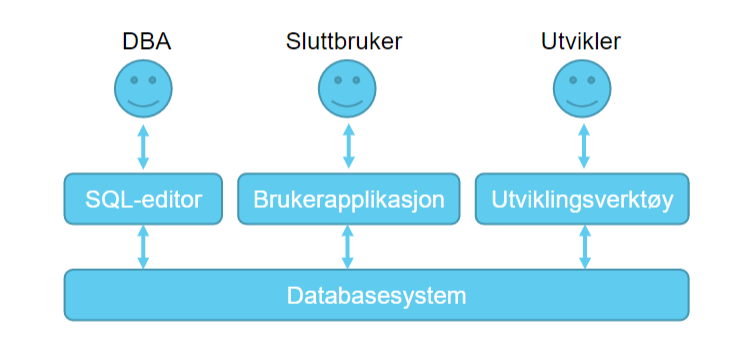 DBA
Sluttbruker
Utvikler
SQL-editor
Brukerapplikasjon
Utviklingsverktøy
Databasesystem